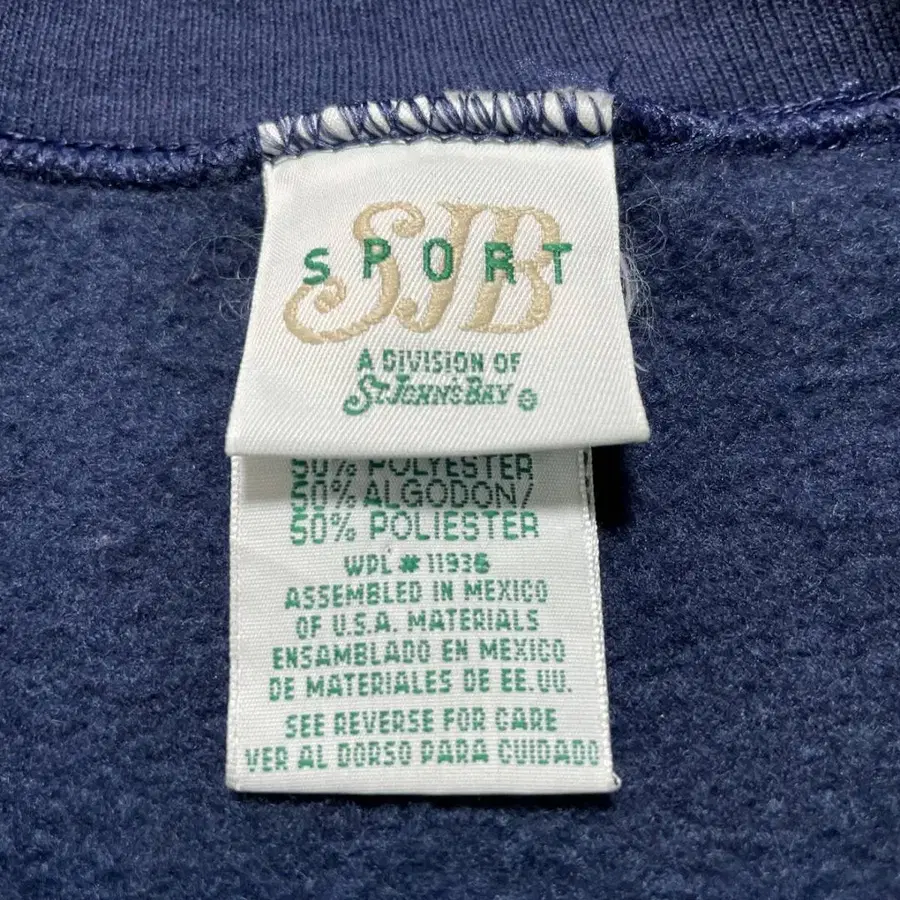 SJB
SPORT
A DIVISION OF
ST. JOHN'S BAY ®
50% POLYESTER
50% ALGODON/
50% POLIESTER
WPL # 11936
ASSEMBLED IN MEXICO
OF U.S.A. MATERIALS
ENSAMBLADO EN MEXICO
DE MATERIALES DE EE.UU.
SEE REVERSE FOR CARE
VER AL DORSO PARA CUIDADO